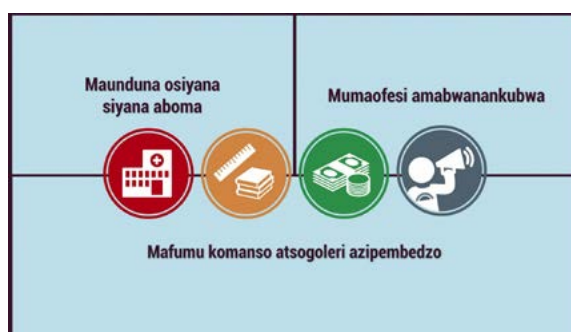 Maunduna osiyana
siyana aboma
Mumaofesi amabwanankubwa
Mafumu komanso atsogoleri azipembedzo